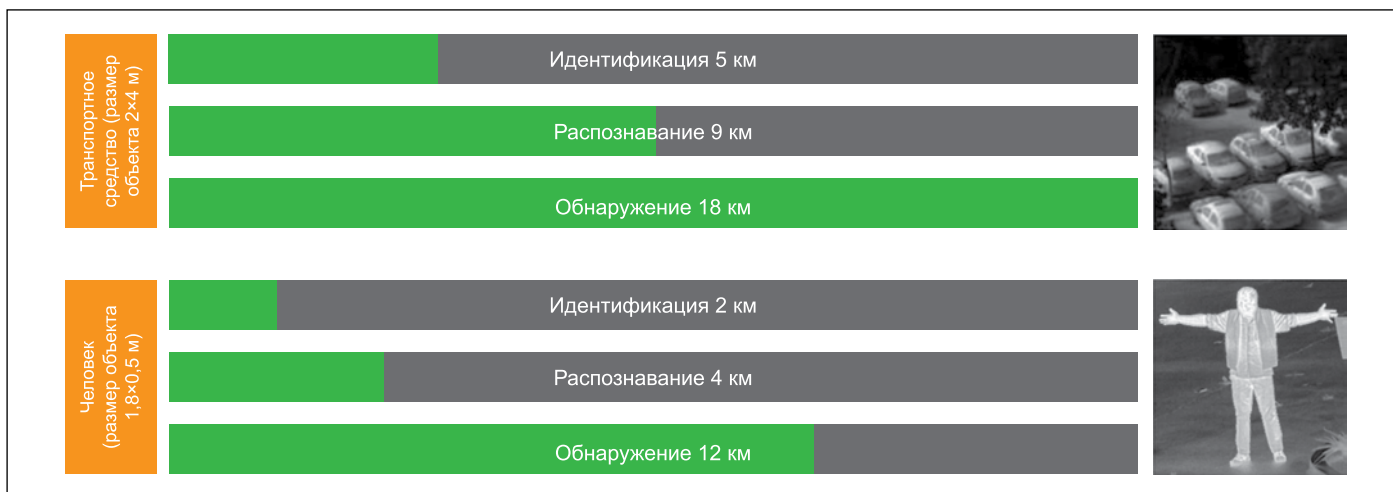 Транспортное
средство (размер
объекта 2×4 м)
Идентификация 5 км
Распознавание 9 км
Обнаружение 18 км
Человек
(размер объекта
1,8×0,5 м)
Идентификация 2 км
Распознавание 4 км
Обнаружение 12 км